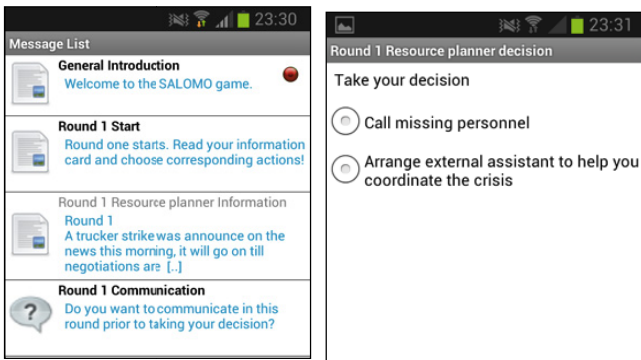 23:30
Message List
General Introduction
Welcome to the SALOMO game.
Round 1 Start
Round one starts. Read your information
card and choose corresponding actions!
Round 1 Resource planner Information
Round 1
A trucker strike was announce on the
news this morning, it will go on till
negotiations are [..]
Round 1 Communication
Do you want to communicate in this
round prior to taking your decision?
23:31
Round 1 Resource planner decision
Take your decision
Call missing personnel
Arrange external assistant to help you
coordinate the crisis